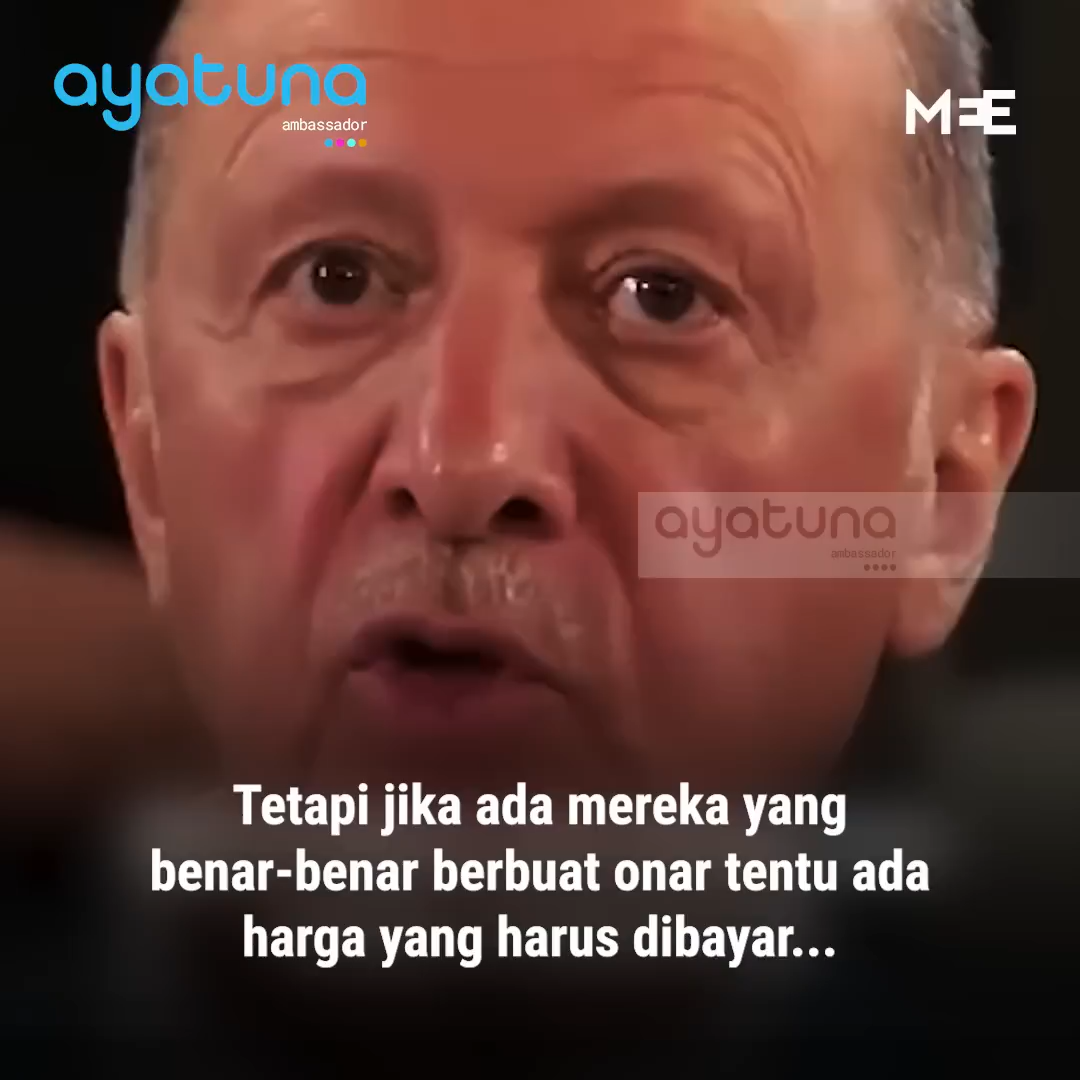 ayatuna
ambassador
MEE
ayatuna
ambassador
Tetapi jika ada mereka yang
benar-benar berbuat onar tentu ada
harga yang harus dibayar...